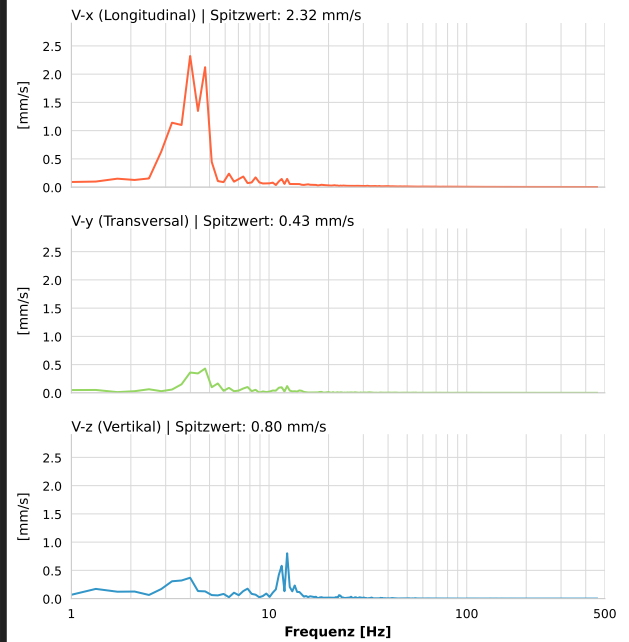 V-x (Longitudinal) | Spitzwert: 2.32 mm/s
2.5
2.0
1.5
1.0
0.5
0.0
[mm/s]
V-y (Transversal) | Spitzwert: 0.43 mm/s
2.5
2.0
1.5
1.0
0.5
0.0
[mm/s]
V-z (Vertikal) | Spitzwert: 0.80 mm/s
2.5
2.0
1.5
1.0
0.5
0.0
[mm/s]
1 10 100 500
Frequenz [Hz]